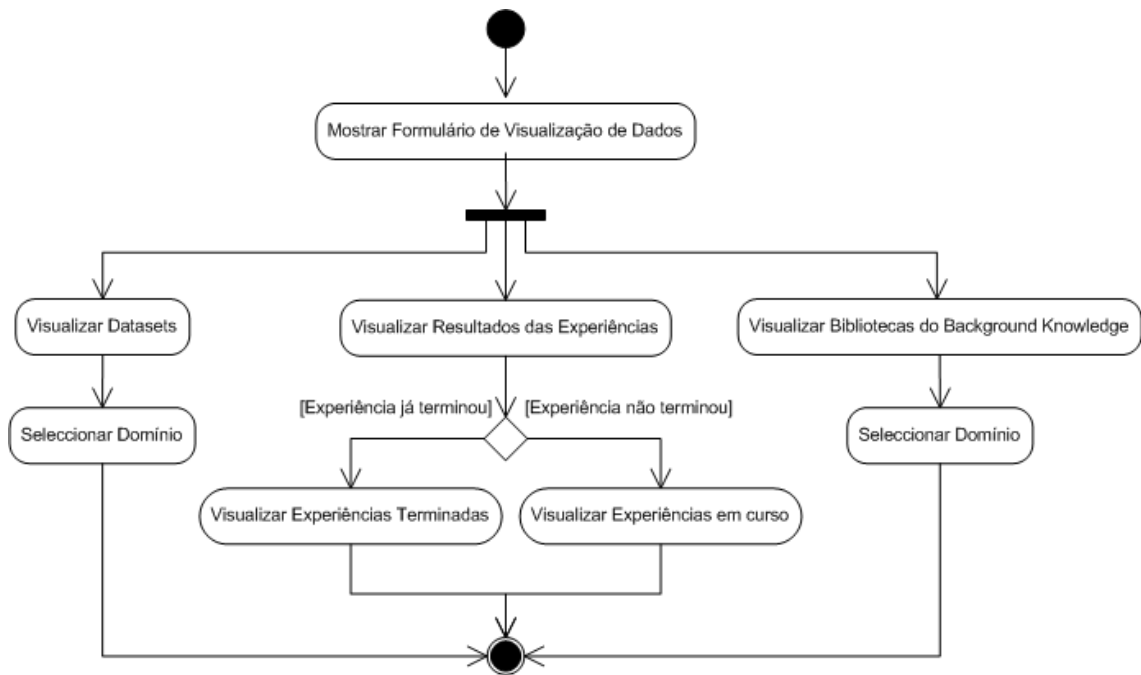 Mostrar Formulário de Visualização de Dados
Visualizar Datasets
Visualizar Resultados das Experiências
Visualizar Bibliotecas do Background Knowledge
[Experiência já terminou]
[Experiência não terminou]
Seleccionar Domínio
Seleccionar Domínio
Visualizar Experiências Terminadas
Visualizar Experiências em curso